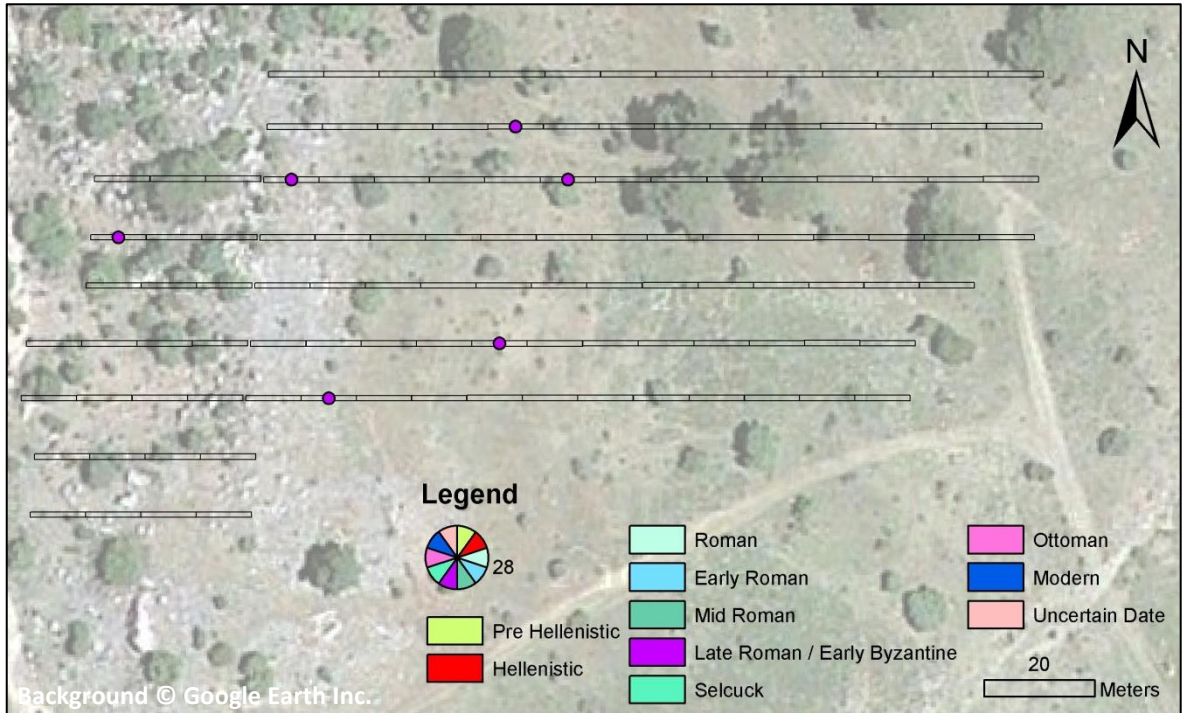 N
Legend
28
Pre Hellenistic
Hellenistic
Roman
Early Roman
Mid Roman
Late Roman / Early Byzantine
Selcuck
Ottoman
Modern
Uncertain Date
20
Meters
Background © Google Earth Inc.